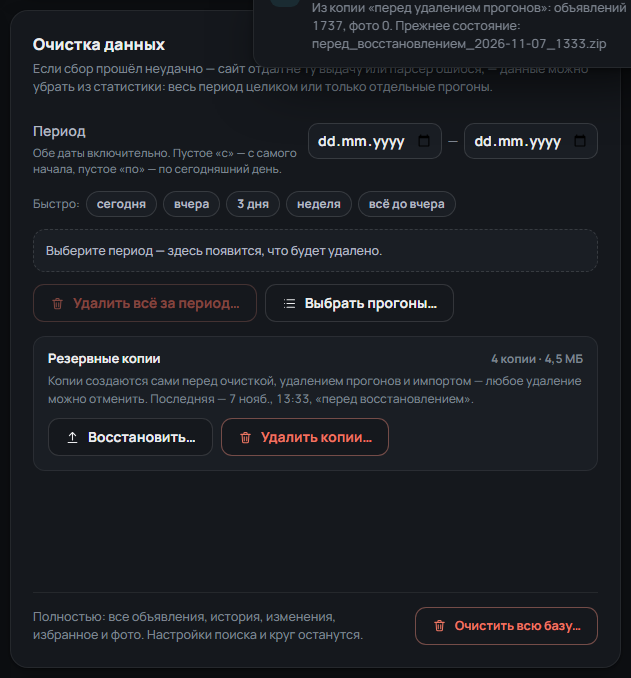 Из копии «перед удалением прогонов»: объявлений
1737, фото 0. Прежнее состояние:
перед_восстановлением_2026-11-07_1333.zip
Очистка данных
Если сбор прошёл неудачно — сайт отдал не ту выдачу или парсер ошибся, — данные можно
убрать из статистики: весь период целиком или только отдельные прогоны.
Период
Обе даты включительно. Пустое «с» — с самого
начала, пустое «по» — по сегодняшний день.
dd.mm.yyyy — dd.mm.yyyy
Быстро: сегодня вчера 3 дня неделя всё до вчера
Выберите период — здесь появится, что будет удалено.
Удалить всё за период… Выбрать прогоны…
Резервные копии 4 копии · 4,5 МБ
Копии создаются сами перед очисткой, удалением прогонов и импортом — любое удаление
можно отменить. Последняя — 7 нояб., 13:33, «перед восстановлением».
Восстановить… Удалить копии…
Полностью: все объявления, история, изменения,
избранное и фото. Настройки поиска и круг останутся.
Очистить всю базу…